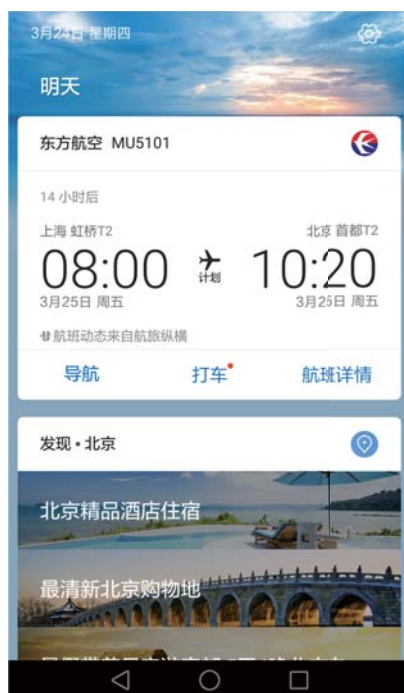 3月24日 星期四
明天
东方航空 MU5101
14 小时后
上海 虹桥T2
北京 首都T2
08:00
计划
10:20
3月25日 周五
3月25日 周五
航班动态来自航旅纵横
导航
打车
航班详情
发现•北京
北京精品酒店住宿
最清新北京购物地